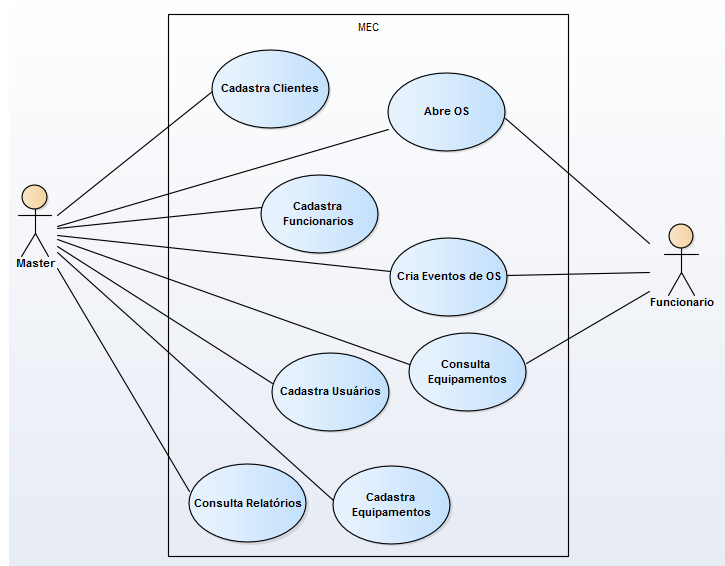 MEC
Cadastra Clientes
Abre OS
Cadastra
Funcionarios
Master
Cria Eventos de OS
Funcionario
Consulta
Equipamentos
Cadastra Usuários
Consulta Relatórios
Cadastra
Equipamentos